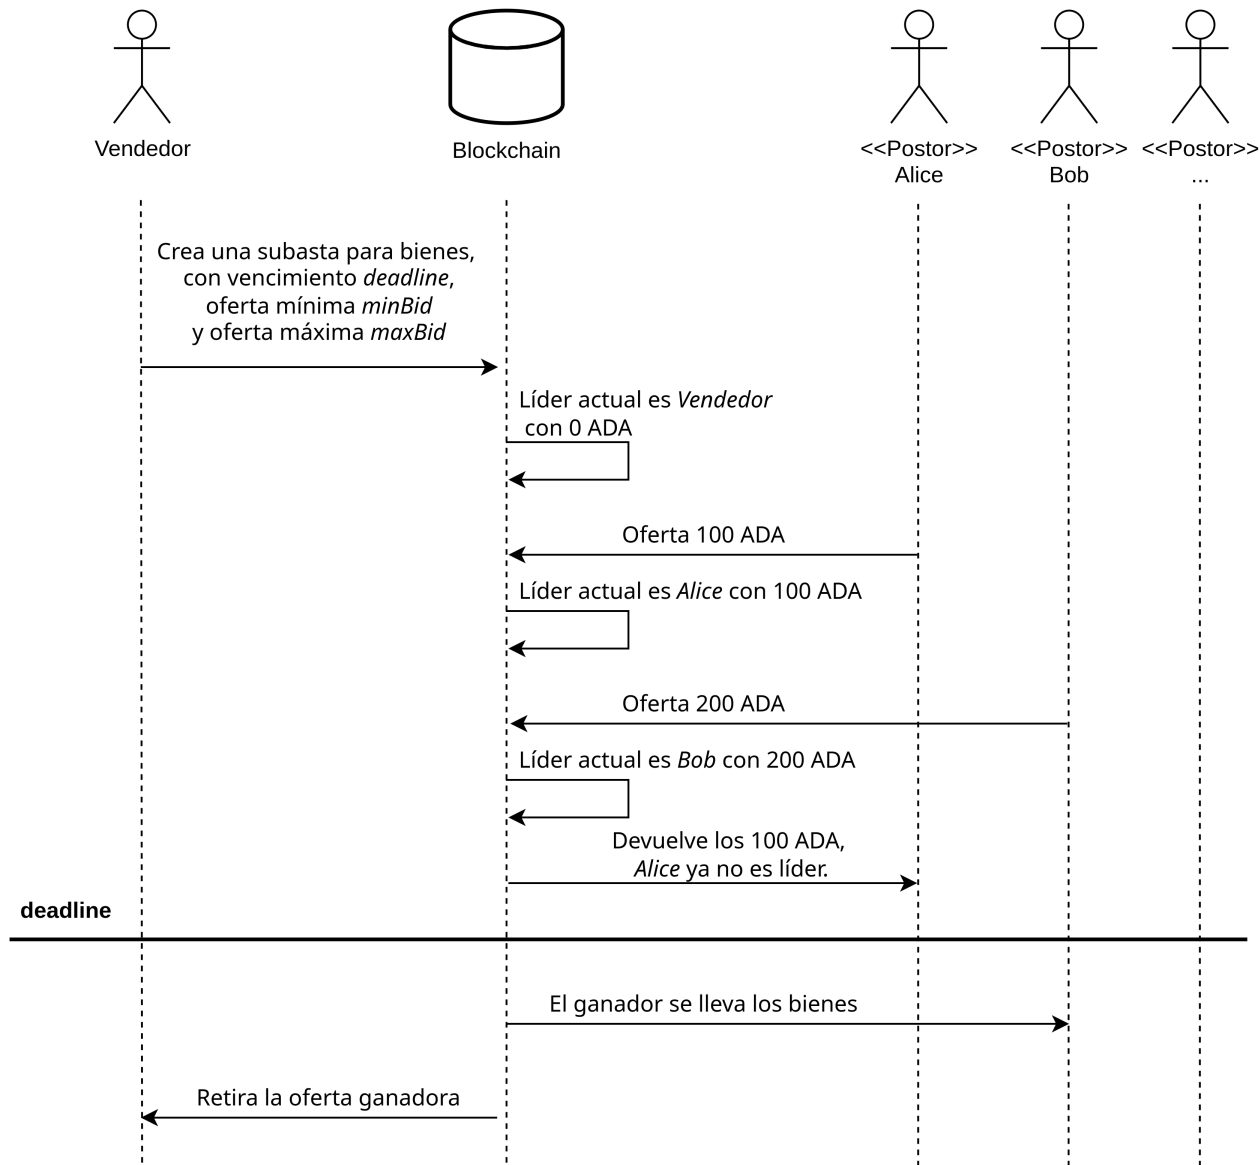 Vendedor
Blockchain
<<Postor>>
Alice
<<Postor>>
Bob
<<Postor>>
...
Crea una subasta para bienes,
con vencimiento deadline,
oferta mínima minBid
y oferta máxima maxBid
Líder actual es Vendedor
con 0 ADA
Oferta 100 ADA
Líder actual es Alice con 100 ADA
Oferta 200 ADA
Líder actual es Bob con 200 ADA
Devuelve los 100 ADA,
Alice ya no es líder.
deadline
El ganador se lleva los bienes
Retira la oferta ganadora